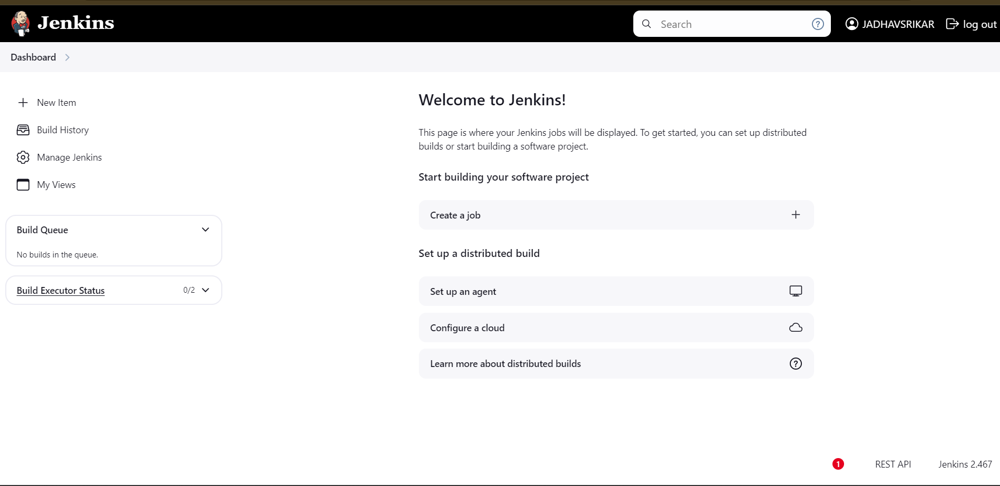 Jenkins
Search
?
JADHAVSRIKAR
log out
Dashboard
New Item
Build History
Manage Jenkins
My Views
Build Queue
No builds in the queue.
Build Executor Status
0/2
Welcome to Jenkins!
This page is where your Jenkins jobs will be displayed. To get started, you can set up distributed
builds or start building a software project.
Start building your software project
Create a job
Set up a distributed build
Set up an agent
Configure a cloud
Learn more about distributed builds
?
1
REST API
Jenkins 2.467